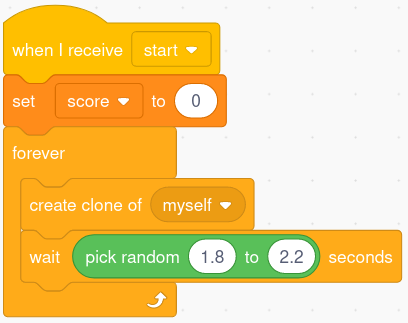 when I receive start
set score to 0
forever
create clone of myself
wait pick random 1.8 to 2.2 seconds